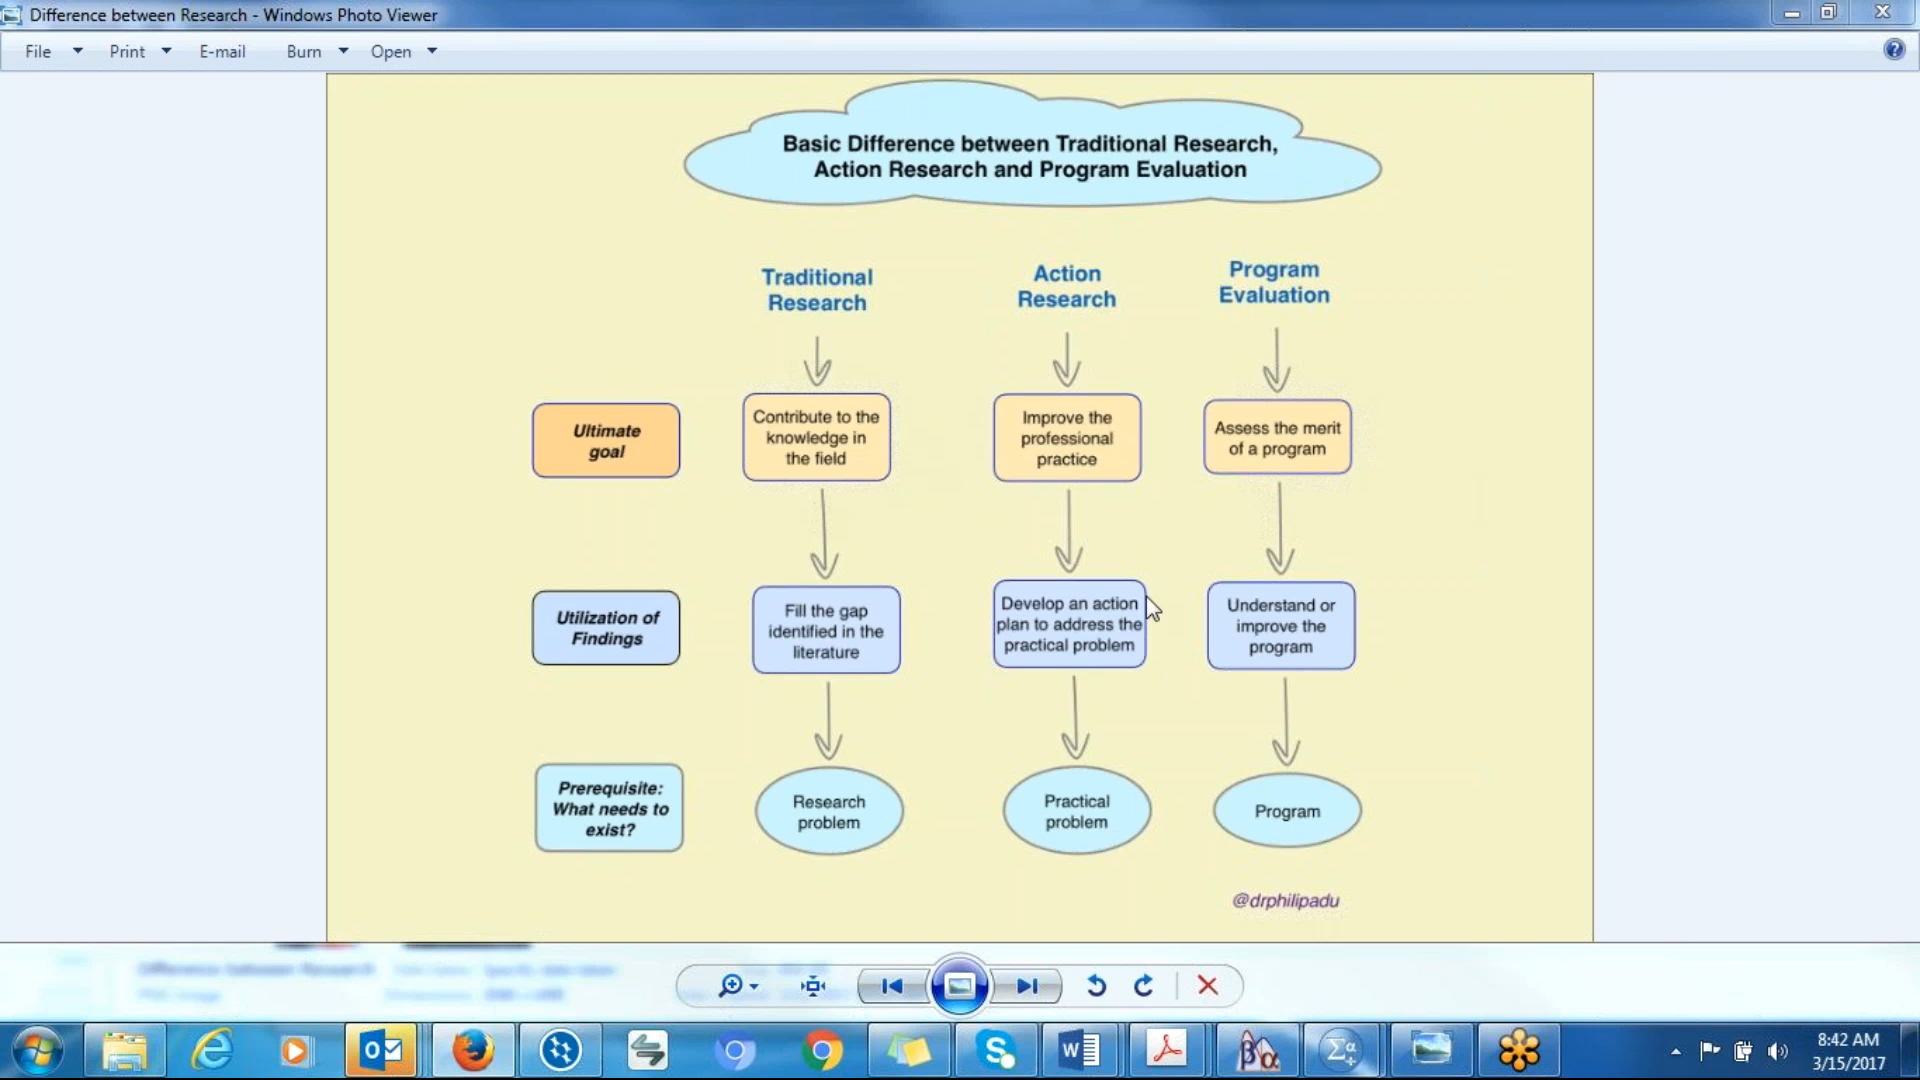 Difference between Research - Windows Photo Viewer
File Print E-mail Burn Open
Basic Difference between Traditional Research,
Action Research and Program Evaluation
Traditional
Research
Action
Research
Program
Evaluation
Ultimate
goal
Contribute to the
knowledge in
the field
Improve the
professional
practice
Assess the merit
of a program
Utilization of
Findings
Fill the gap
identified in the
literature
Develop an action
plan to address the
practical problem
Understand or
improve the
program
Prerequisite:
What needs to
exist?
Research
problem
Practical
problem
Program
@drphilipadu
Difference between Research
8:42 AM
3/15/2017